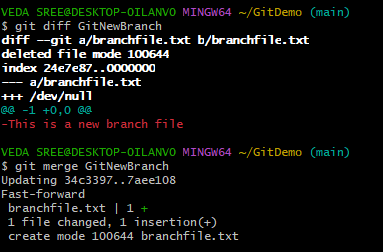 VEDA SREE@DESKTOP-OILANVO MINGW64 ~/GitDemo (main)
$ git diff GitNewBranch
diff --git a/branchfile.txt b/branchfile.txt
deleted file mode 100644
index 24e7e87..0000000
--- a/branchfile.txt
+++ /dev/null
@@ -1 +0,0 @@
-This is a new branch file
VEDA SREE@DESKTOP-OILANVO MINGW64 ~/GitDemo (main)
$ git merge GitNewBranch
Updating 34c3397..7aee108
Fast-forward
branchfile.txt | 1 +
1 file changed, 1 insertion(+)
create mode 100644 branchfile.txt